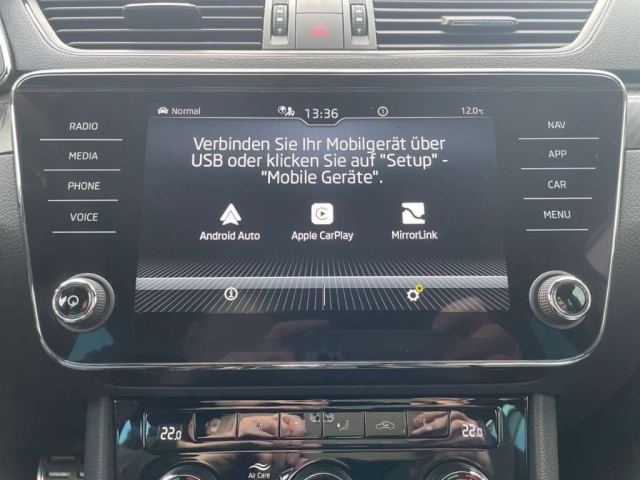 Normal 13:36 12.0°C
RADIO
MEDIA
PHONE
VOICE
Verbinden Sie Ihr Mobilgerät über
USB oder klicken Sie auf "Setup" -
"Mobile Geräte".
Android Auto Apple CarPlay MirrorLink
NAV
APP
CAR
MENU
22.0 22.0
Air Care